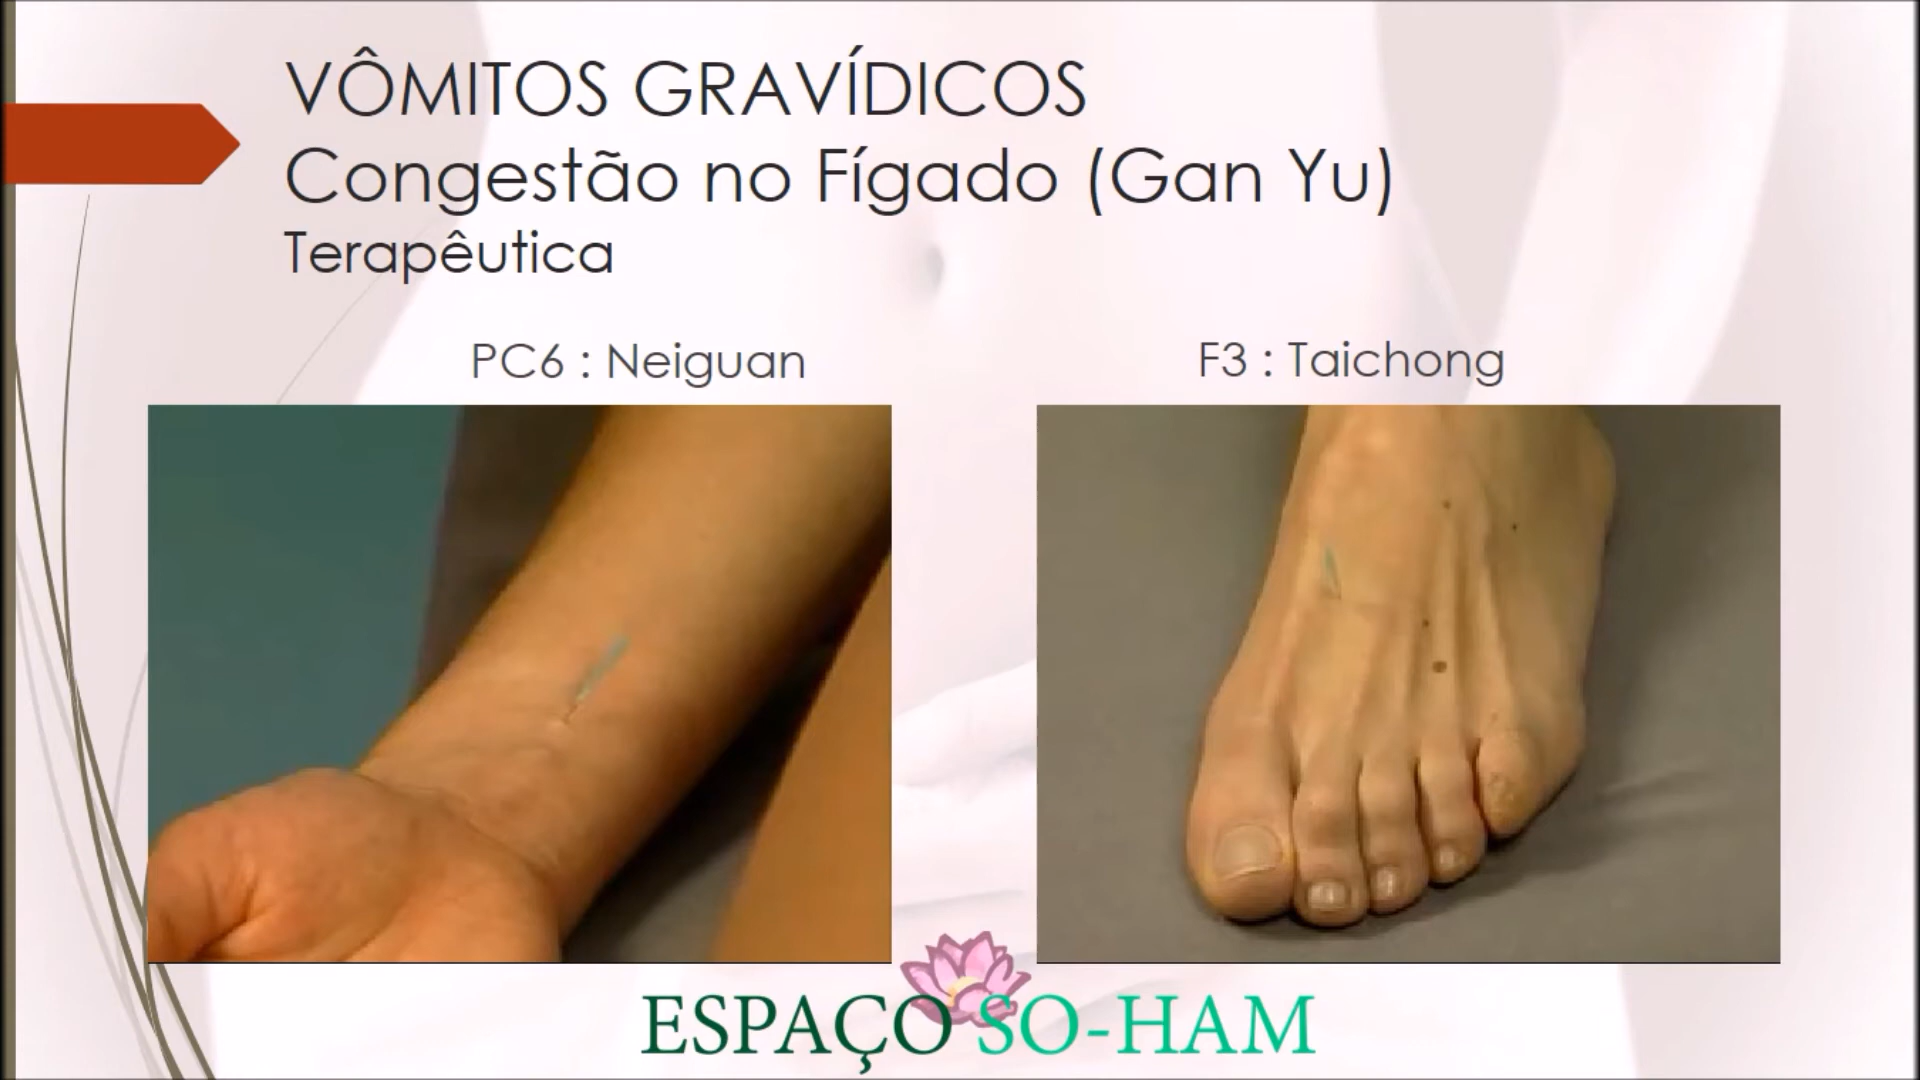 VÔMITOS GRAVÍDICOS
Congestão no Fígado (Gan Yu)
Terapêutica
PC6 : Neiguan
F3 : Taichong
ESPAÇO SO-HAM